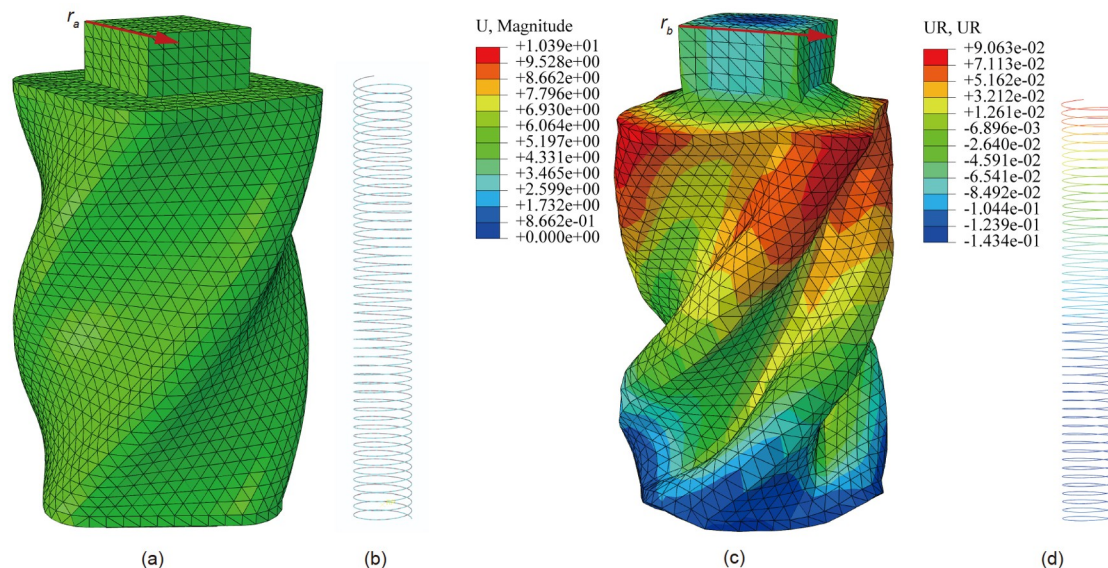 r_a
U, Magnitude
+1.039e+01
+9.528e+00
+8.662e+00
+7.796e+00
+6.930e+00
+6.064e+00
+5.197e+00
+4.331e+00
+3.465e+00
+2.599e+00
+1.732e+00
+8.662e-01
+0.000e+00
r_b
UR, UR
+9.063e-02
+7.113e-02
+5.162e-02
+3.212e-02
+1.261e-02
-6.896e-03
-2.640e-02
-4.591e-02
-6.541e-02
-8.492e-02
-1.044e-01
-1.239e-01
-1.434e-01
(a)
(b)
(c)
(d)